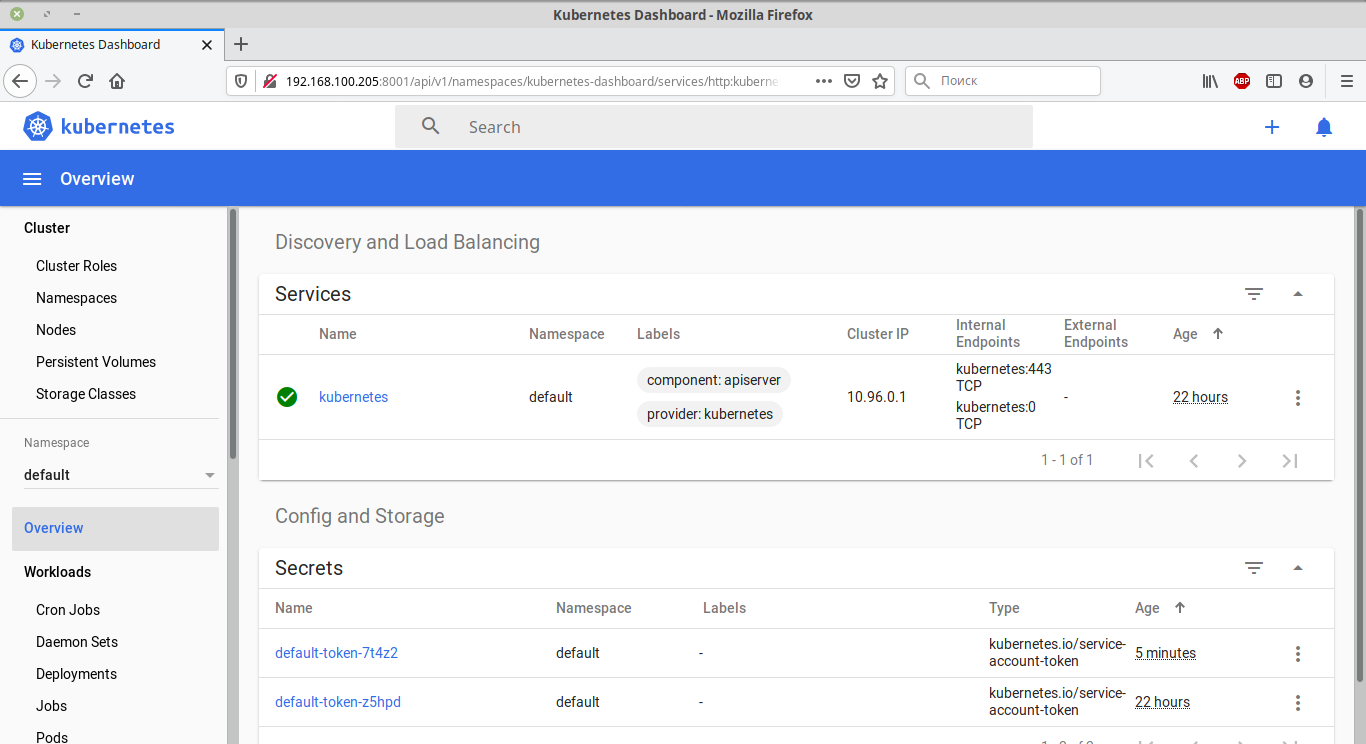 Kubernetes Dashboard - Mozilla Firefox
Kubernetes Dashboard
192.168.100.205:8001/api/v1/namespaces/kubernetes-dashboard/services/http:kuberne
Поиск
ABP
kubernetes
Search
Overview
Cluster
Cluster Roles
Namespaces
Nodes
Persistent Volumes
Storage Classes
Namespace
default
Overview
Workloads
Cron Jobs
Daemon Sets
Deployments
Jobs
Pods
Discovery and Load Balancing
Services
Name Namespace Labels Cluster IP Internal Endpoints External Endpoints Age
kubernetes default component: apiserver provider: kubernetes 10.96.0.1 kubernetes:443 TCP kubernetes:0 TCP - 22 hours
1 - 1 of 1
Config and Storage
Secrets
Name Namespace Labels Type Age
default-token-7t4z2 default - kubernetes.io/service-account-token 5 minutes
default-token-z5hpd default - kubernetes.io/service-account-token 22 hours